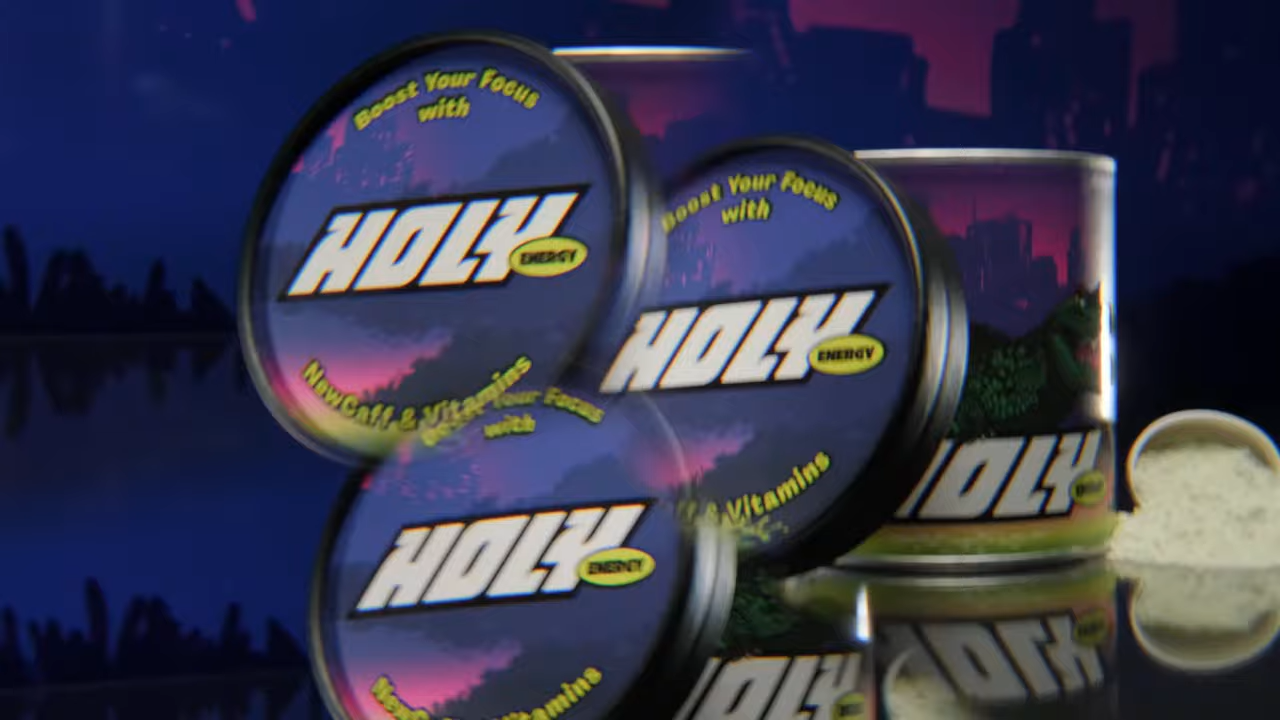 Boost Your Focus
with
HOLY
ENERGY
NewCaff & Vitamins
Boost Your Focus
with
HOLY
ENERGY
& Vitamins
Your Focus
with
HOLY
ENERGY
Vitamins
HOLY
HOLY